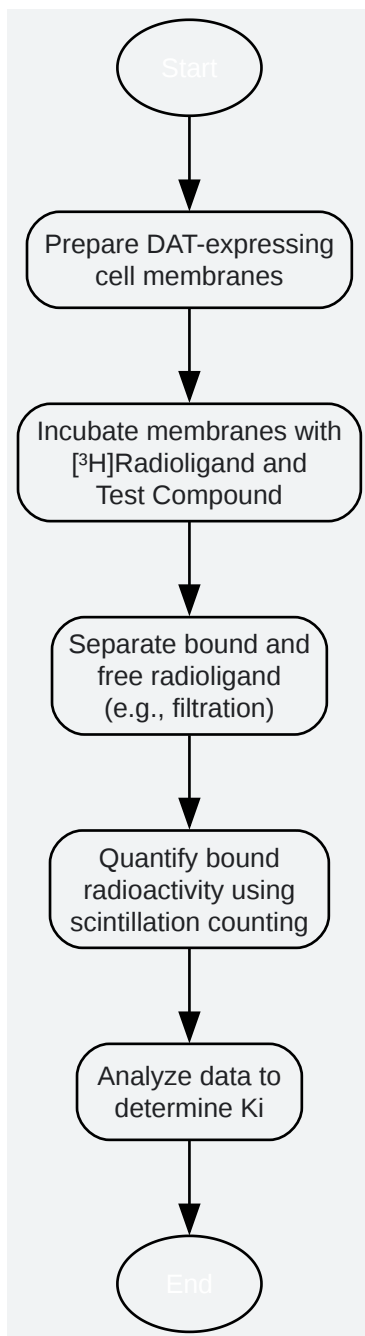 Start
Prepare DAT-expressing
cell membranes
Incubate membranes with
[³H]Radioligand and
Test Compound
Separate bound and
free radioligand
(e.g., filtration)
Quantify bound
radioactivity using
scintillation counting
Analyze data to
determine Ki
End